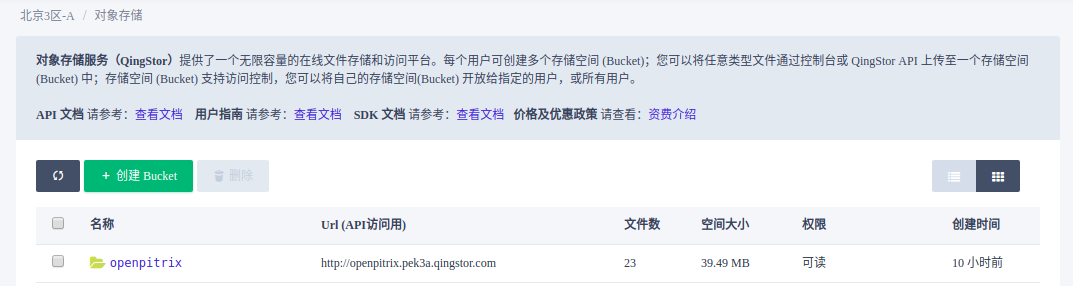 北京3区-A / 对象存储
对象存储服务（QingStor）提供了一个无限容量的在线文件存储和访问平台。每个用户可创建多个存储空间 (Bucket)；您可以将任意类型文件通过控制台或 QingStor API 上传至一个存储空间
(Bucket) 中；存储空间 (Bucket) 支持访问控制，您可以将自己的存储空间(Bucket) 开放给指定的用户，或所有用户。
API 文档 请参考：查看文档 用户指南 请参考：查看文档 SDK 文档 请参考：查看文档 价格及优惠政策 请查看：资费介绍
+ 创建 Bucket 删除
名称 Url (API访问用) 文件数 空间大小 权限 创建时间
openpitrix http://openpitrix.pek3a.qingstor.com 23 39.49 MB 可读 10 小时前